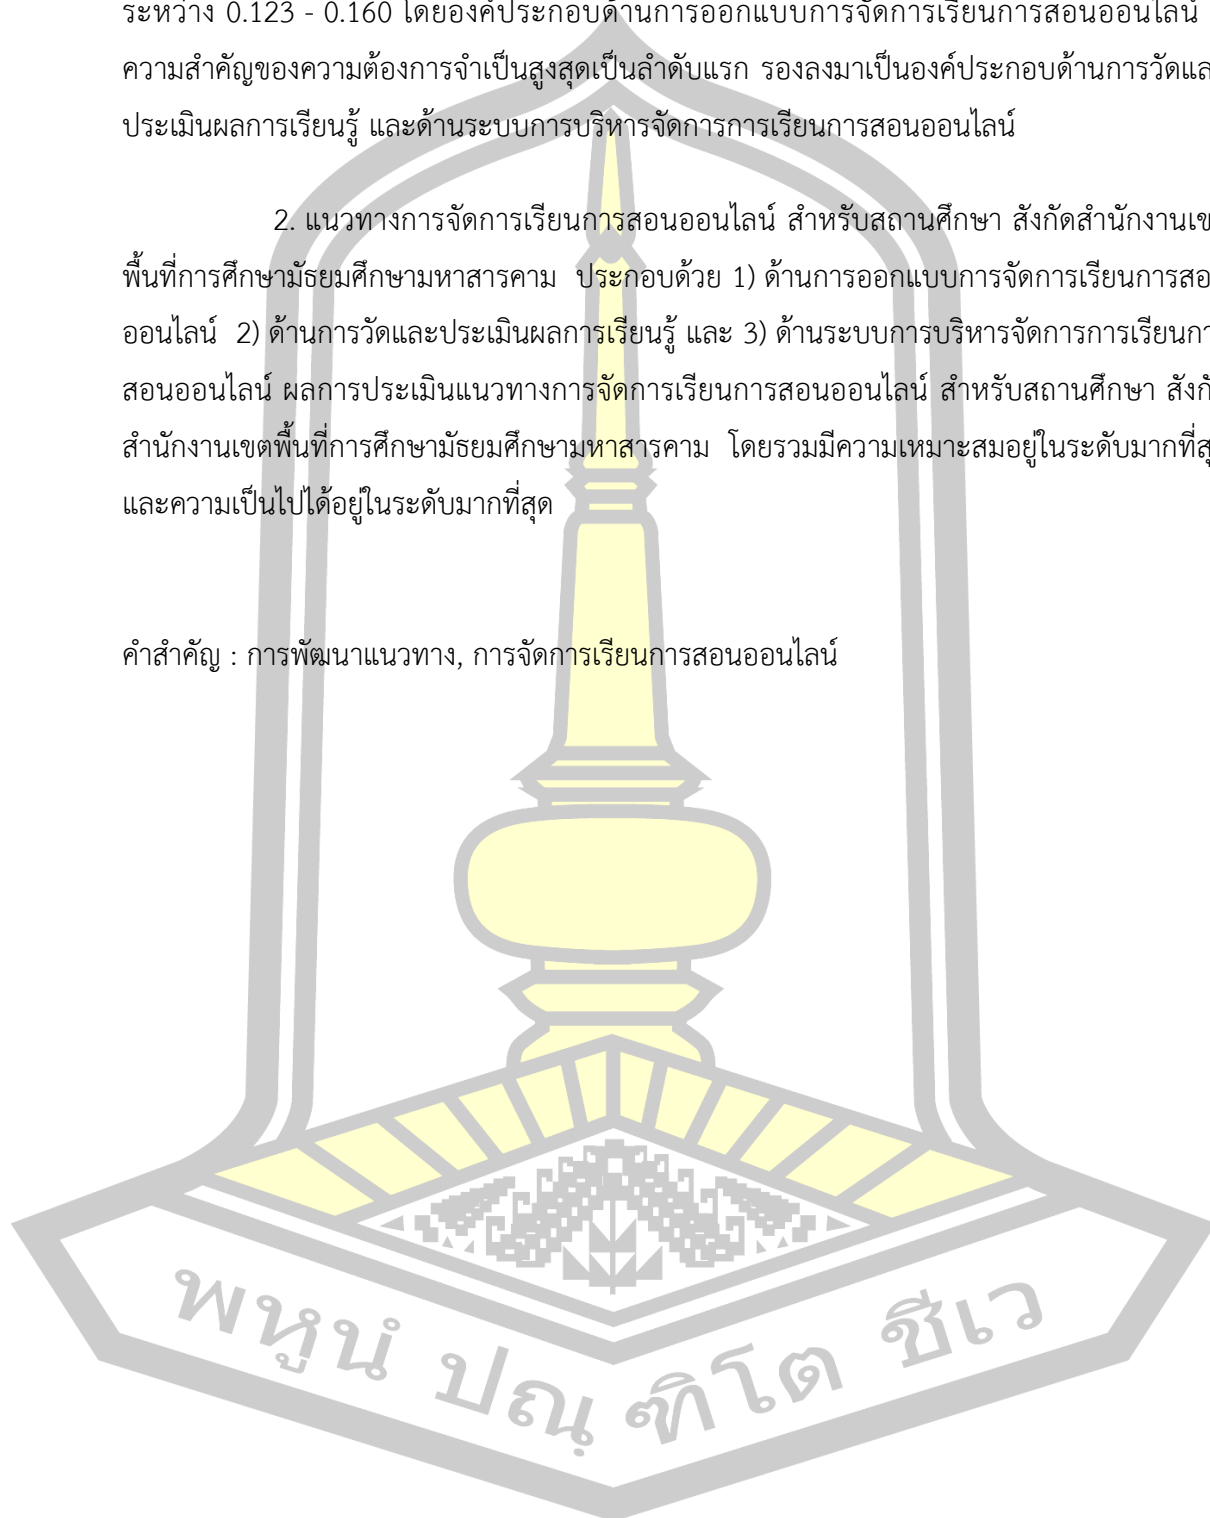 ระหว่าง 0.123 - 0.160 โดยองค์ประกอบด้านการออกแบบการจัดการเรียนการสอนออนไลน์
ความสำคัญของความต้องการจำเป็นสูงสุดเป็นลำดับแรก รองลงมาเป็นองค์ประกอบด้านการวัดและ
ประเมินผลการเรียนรู้ และด้านระบบการบริหารจัดการการเรียนการสอนออนไลน์
2. แนวทางการจัดการเรียนการสอนออนไลน์ สำหรับสถานศึกษา สังกัดสำนักงานเข
พื้นที่การศึกษามัธยมศึกษามหาสารคาม ประกอบด้วย 1) ด้านการออกแบบการจัดการเรียนการสอ
ออนไลน์ 2) ด้านการวัดและประเมินผลการเรียนรู้ และ 3) ด้านระบบการบริหารจัดการการเรียนกา
สอนออนไลน์ ผลการประเมินแนวทางการจัดการเรียนการสอนออนไลน์ สำหรับสถานศึกษา สังกั
สำนักงานเขตพื้นที่การศึกษามัธยมศึกษามหาสารคาม โดยรวมมีความเหมาะสมอยู่ในระดับมากที่สุ
และความเป็นไปได้อยู่ในระดับมากที่สุด
คำสำคัญ : การพัฒนาแนวทาง, การจัดการเรียนการสอนออนไลน์
พหูนํ ปณฺ ฑิโต ชีเว